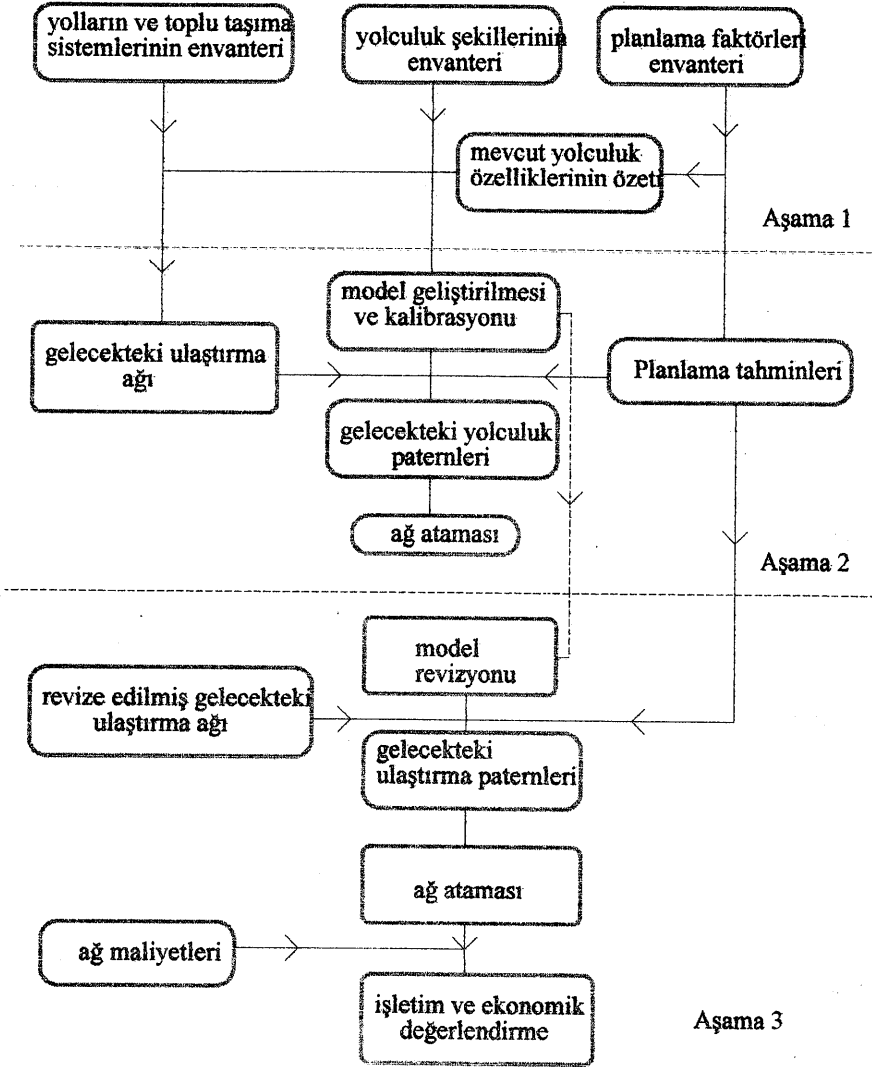 yolların ve toplu taşıma
sistemlerinin envanteri
yolculuk şekillerinin
envanteri
planlama faktörleri
envanteri
mevcut yolculuk
özelliklerinin özeti
Aşama 1
model geliştirilmesi
ve kalibrasyonu
gelecekteki ulaştırma
ağı
Planlama tahminleri
gelecekteki yolculuk
paternleri
ağ ataması
Aşama 2
model
revizyonu
revize edilmiş gelecekteki
ulaştırma ağı
gelecekteki
ulaştırma paternleri
ağ ataması
ağ maliyetleri
işletim ve ekonomik
değerlendirme
Aşama 3